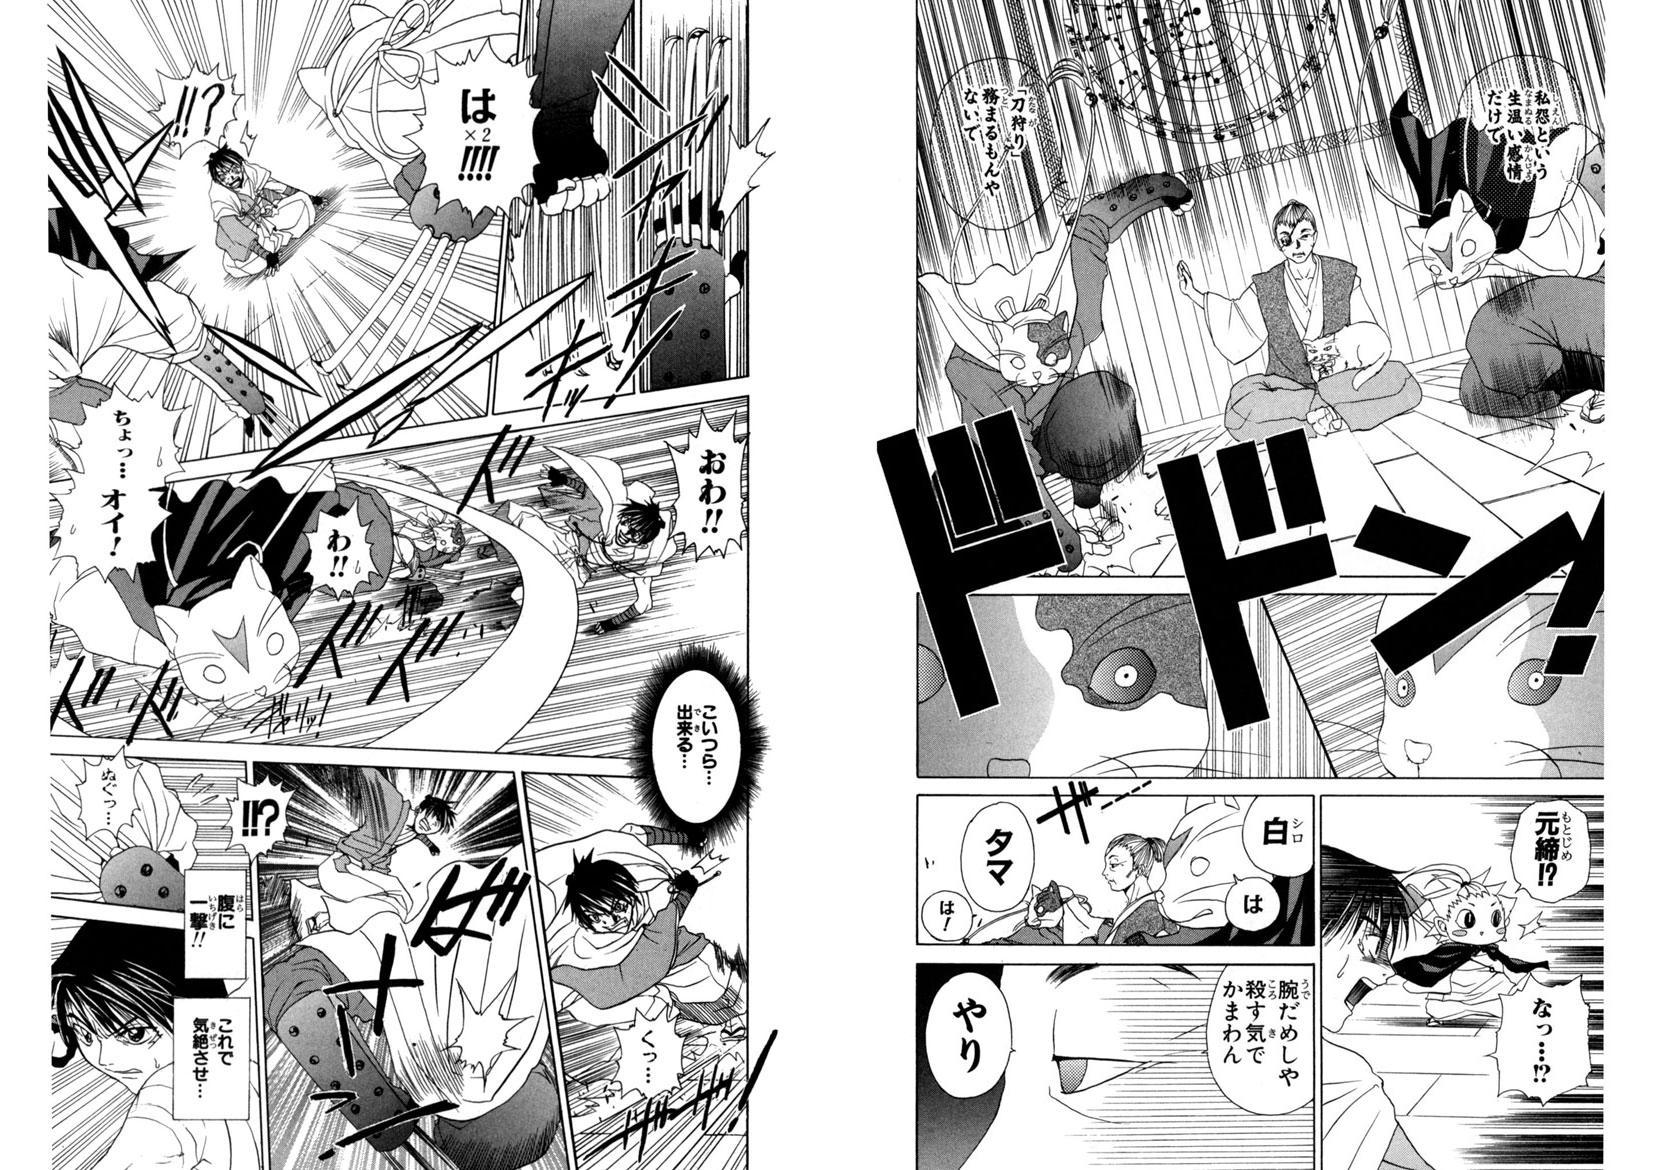 私怨という
生温い感情
だけで
「刀狩り」
務まるもんや
ないで
ドドン!
元締!?
なっ…!?
白
は
タマ
は!
腕だめしや
殺す気で
かまわん
やり
は×2
!!!!
!!?
おわ!!
わ!!
ちょっ…
オイ!
こいつら…
出来る…
くっ…
!!?
ぬぐっ…
腹に
一撃!!
これで
気絶させ…